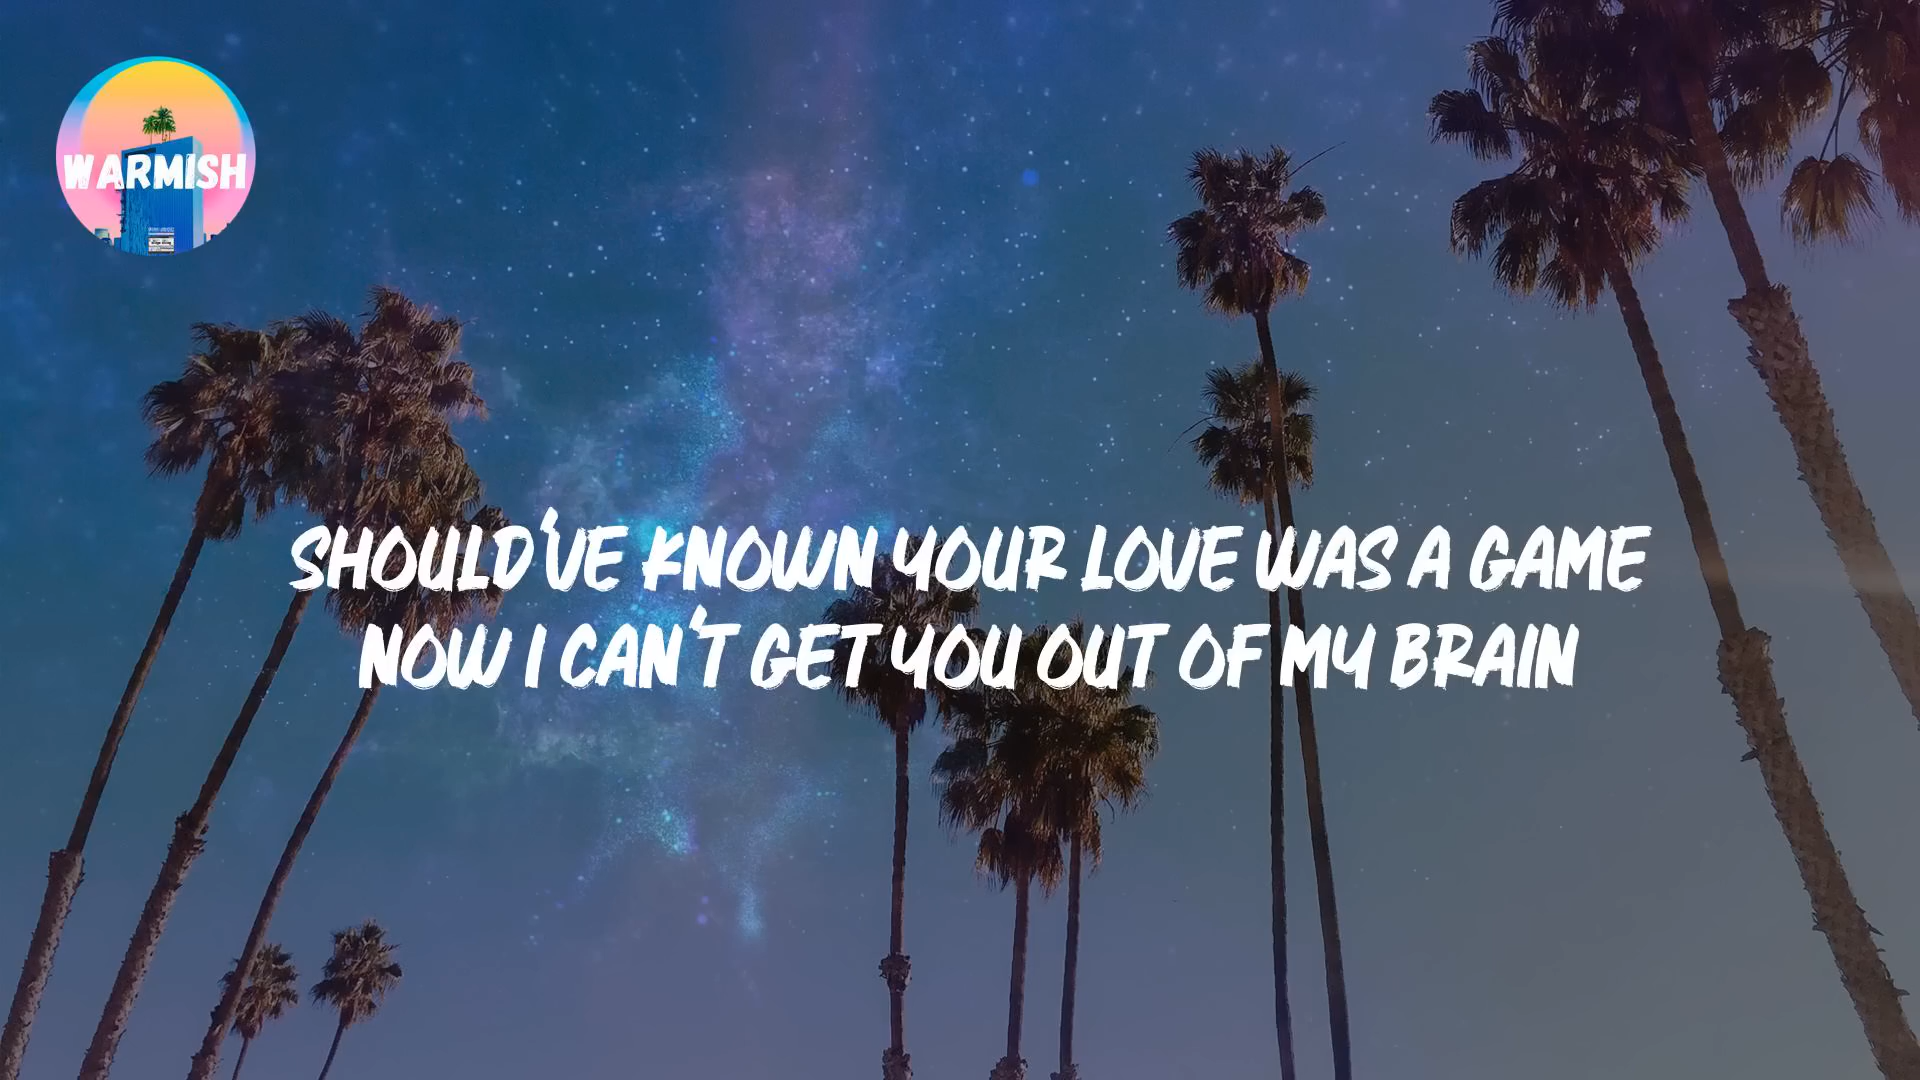 WARMISH
SHOULD'VE KNOWN YOUR LOVE WAS A GAME
NOW I CAN'T GET YOU OUT OF MY BRAIN